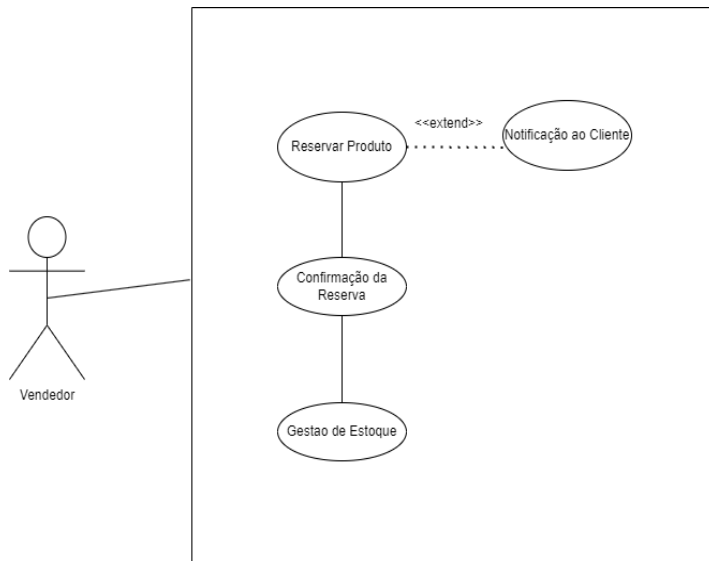 <<extend>>
Notificação ao Cliente
Reservar Produto
Confirmação da
Reserva
Vendedor
Gestao de Estoque